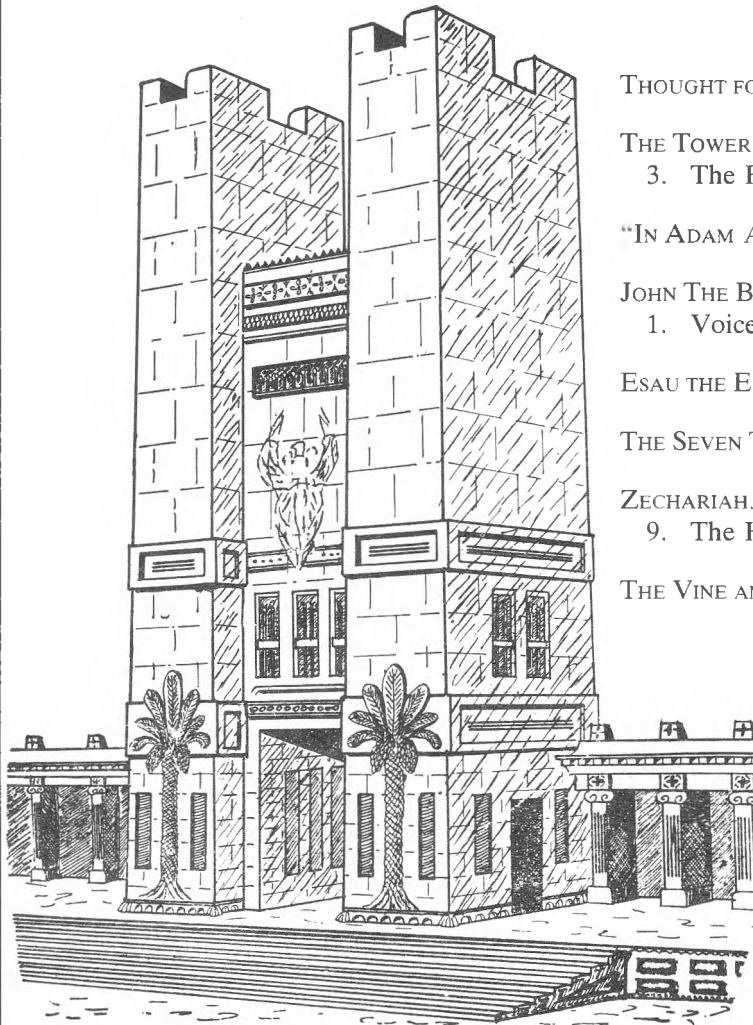 THOUGHT FO
THE TOWER
3. The
"IN ADAM
JOHN THE B
1. Voice
ESAU THE E
THE SEVEN T
ZECHARIAH.
9. The H
THE VINE AN